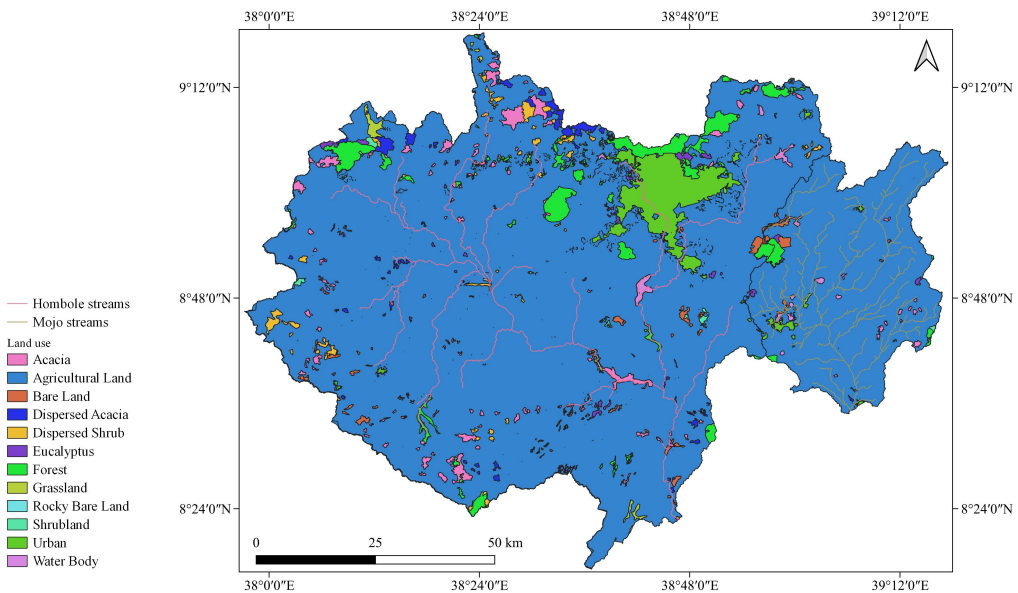 38°0'0"E 38°24'0"E 38°48'0"E 39°12'0"E
9°12'0"N 9°12'0"N
8°48'0"N 8°48'0"N
Hombole streams
Mojo streams
Land use
Acacia
Agricultural Land
Bare Land
Dispersed Acacia
Dispersed Shrub
Eucalyptus
Forest
Grassland
Rocky Bare Land
Shrubland
Urban
Water Body
8°24'0"N 8°24'0"N
0 25 50 km
38°0'0"E 38°24'0"E 38°48'0"E 39°12'0"E